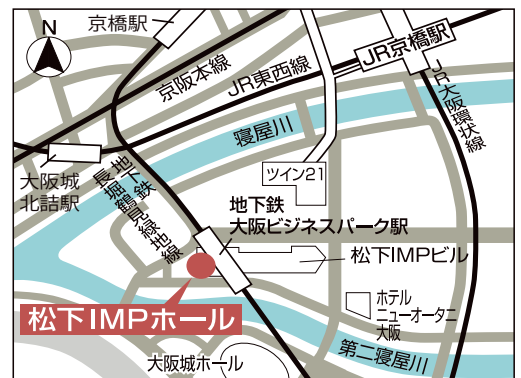 N
京橋駅
京阪本線
JR東西線
JR京橋駅
JR大阪環状線
寝屋川
大阪城
北詰駅
地下鉄
長堀鶴見緑地線
ツイン21
地下鉄
大阪ビジネスパーク駅
松下IMPビル
松下IMPホール
ホテル
ニューオータニ
大阪
第二寝屋川
大阪城ホール